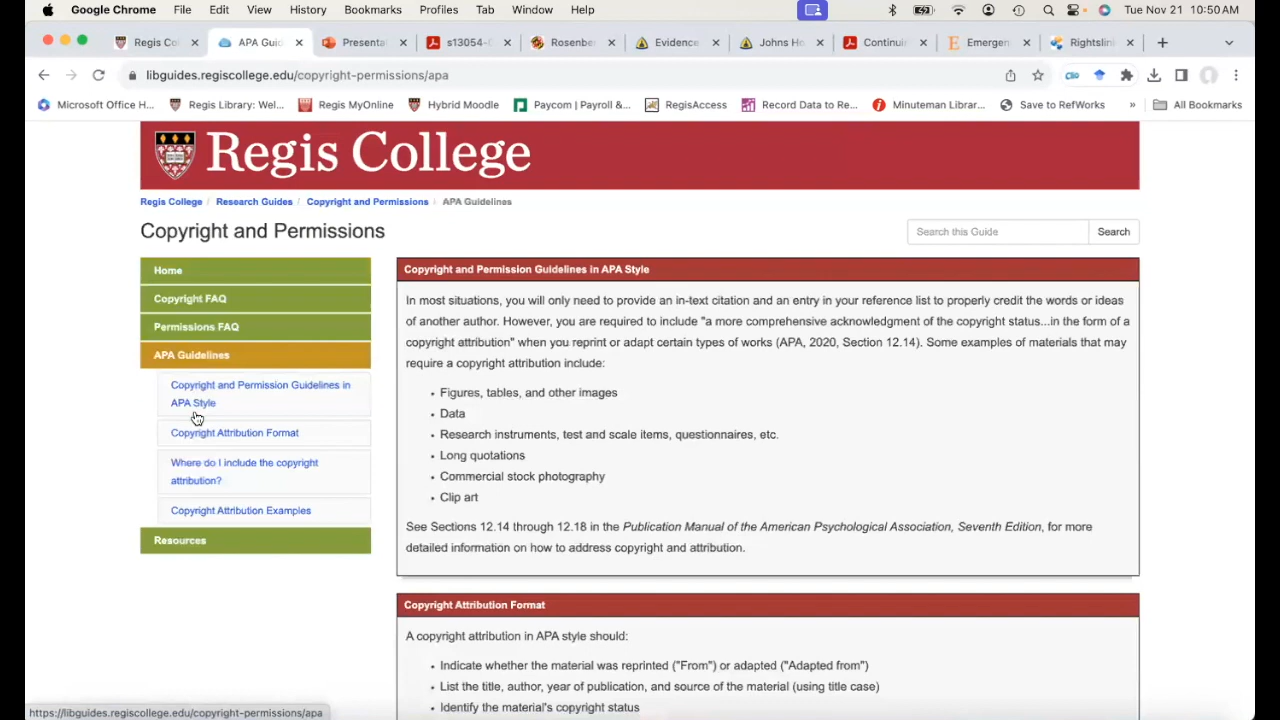 Google Chrome File Edit View History Bookmarks Profiles Tab Window Help Tue Nov 21 10:50 AM
Regis Col APA Guid Presentat s13054-0 Rosenber Evidence Johns Ho Continuin Emergen Rightslin
libguides.regiscollege.edu/copyright-permissions/apa
Microsoft Office H... Regis Library: Wel... Regis MyOnline Hybrid Moodle Paycom | Payroll &... RegisAccess Record Data to Re... Minuteman Librar... Save to RefWorks » All Bookmarks
Regis College
Regis College / Research Guides / Copyright and Permissions / APA Guidelines
Copyright and Permissions
Search this Guide Search
Home
Copyright FAQ
Permissions FAQ
APA Guidelines
Copyright and Permission Guidelines in
APA Style
Copyright Attribution Format
Where do I include the copyright
attribution?
Copyright Attribution Examples
Resources
Copyright and Permission Guidelines in APA Style
In most situations, you will only need to provide an in-text citation and an entry in your reference list to properly credit the words or ideas
of another author. However, you are required to include "a more comprehensive acknowledgment of the copyright status...in the form of a
copyright attribution" when you reprint or adapt certain types of works (APA, 2020, Section 12.14). Some examples of materials that may
require a copyright attribution include:
• Figures, tables, and other images
• Data
• Research instruments, test and scale items, questionnaires, etc.
• Long quotations
• Commercial stock photography
• Clip art
See Sections 12.14 through 12.18 in the Publication Manual of the American Psychological Association, Seventh Edition, for more
detailed information on how to address copyright and attribution.
Copyright Attribution Format
A copyright attribution in APA style should:
• Indicate whether the material was reprinted ("From") or adapted ("Adapted from")
• List the title, author, year of publication, and source of the material (using title case)
• Identify the material's copyright status
https://libguides.regiscollege.edu/copyright-permissions/apa